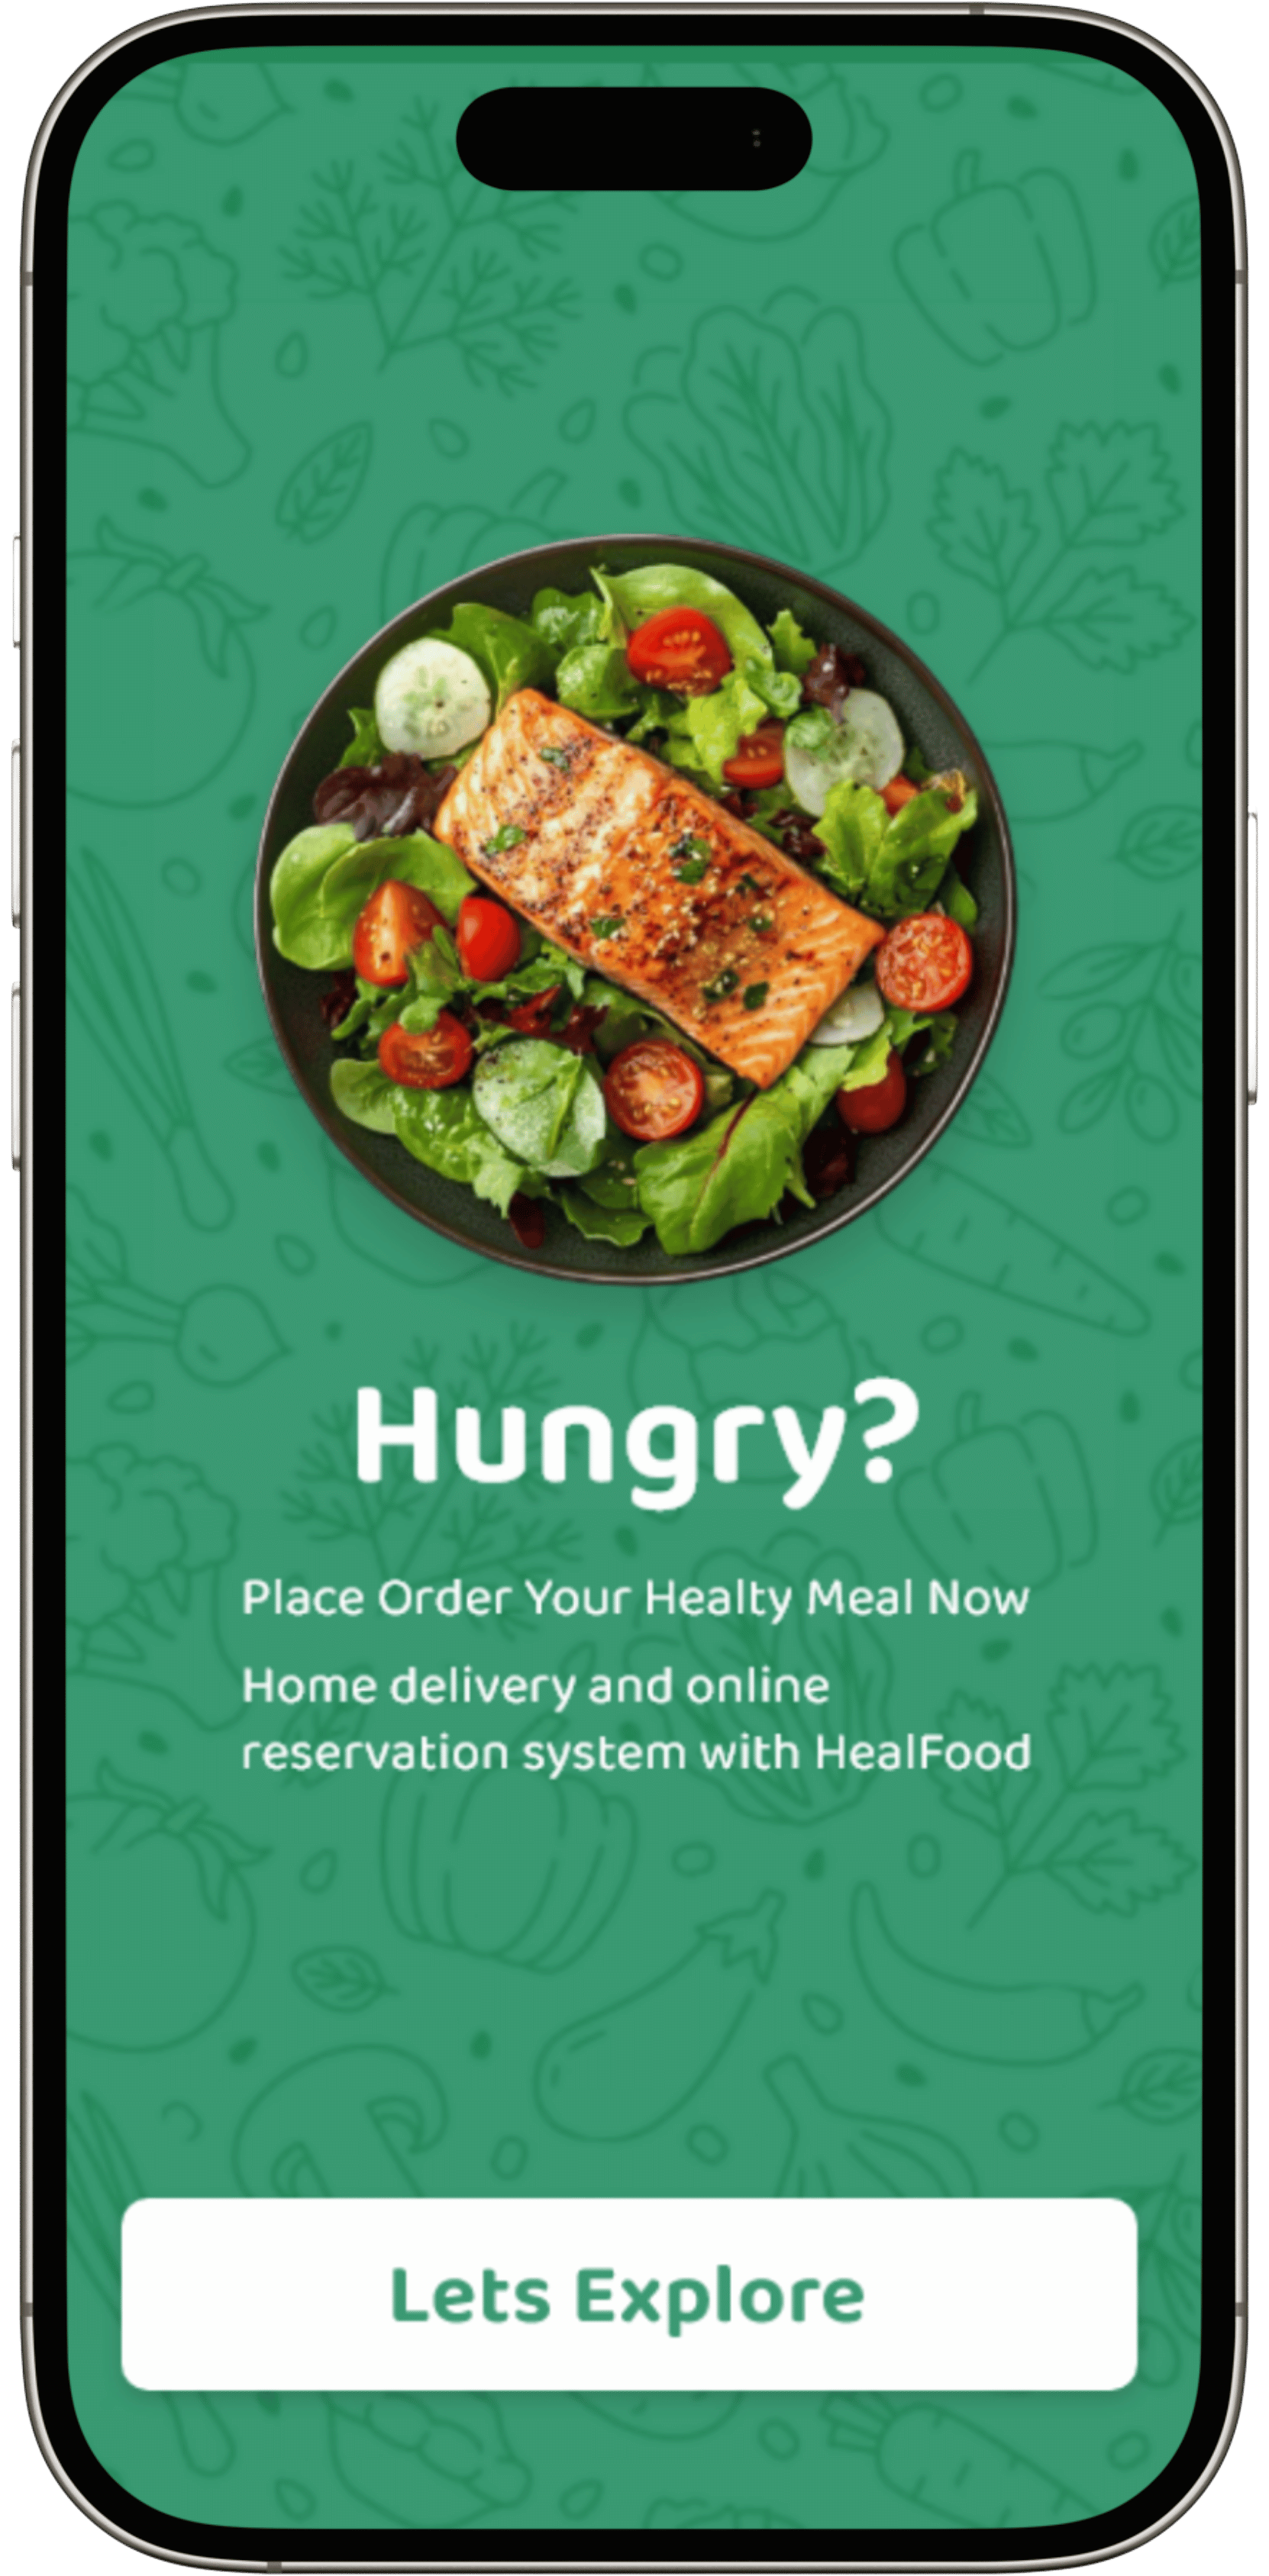 Hungry?
Place Order Your Healty Meal Now
Home delivery and online
reservation system with HealFood
Lets Explore